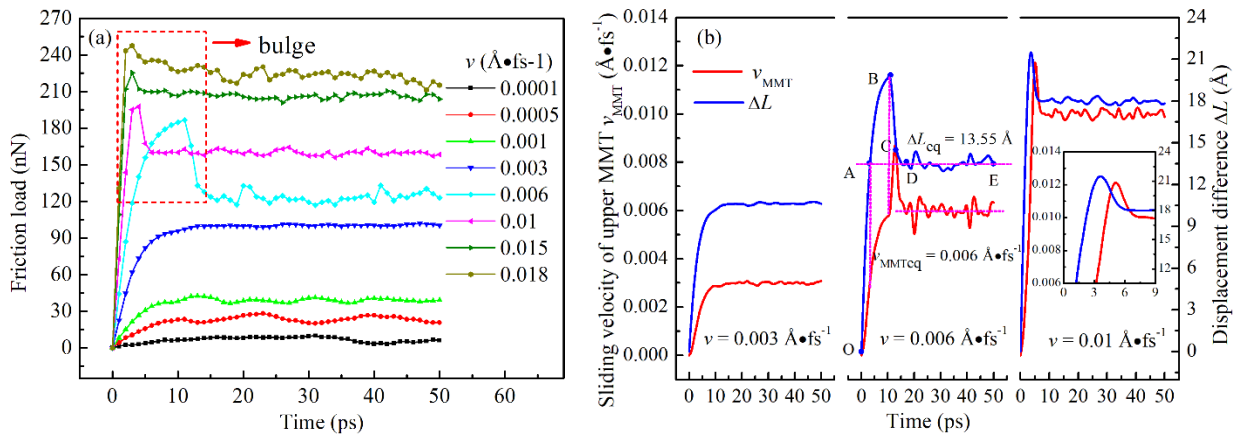 (a)
bulge
v (Å•fs-1)
0.0001
0.0005
0.001
0.003
0.006
0.01
0.015
0.018
Friction load (nN)
270
240
210
180
150
120
90
60
30
0
0 10 20 30 40 50 60
Time (ps)
(b)
Sliding velocity of upper MMT vMMT (Å•fs-1)
0.014
0.012
0.010
0.008
0.006
0.004
0.002
0.000
vMMT
ΔL
v = 0.003 Å•fs-1
0 10 20 30 40 50
B
C
ΔLeq = 13.55 Å
A
D
E
vMMTeq = 0.006 Å•fs-1
O
v = 0.006 Å•fs-1
0 10 20 30 40 50
Time (ps)
0.014
0.012
0.010
0.008
0.006
24
21
18
15
12
0 3 6 9
v = 0.01 Å•fs-1
0 10 20 30 40 50
24
21
18
15
12
9
6
3
0
Displacement difference ΔL (Å)